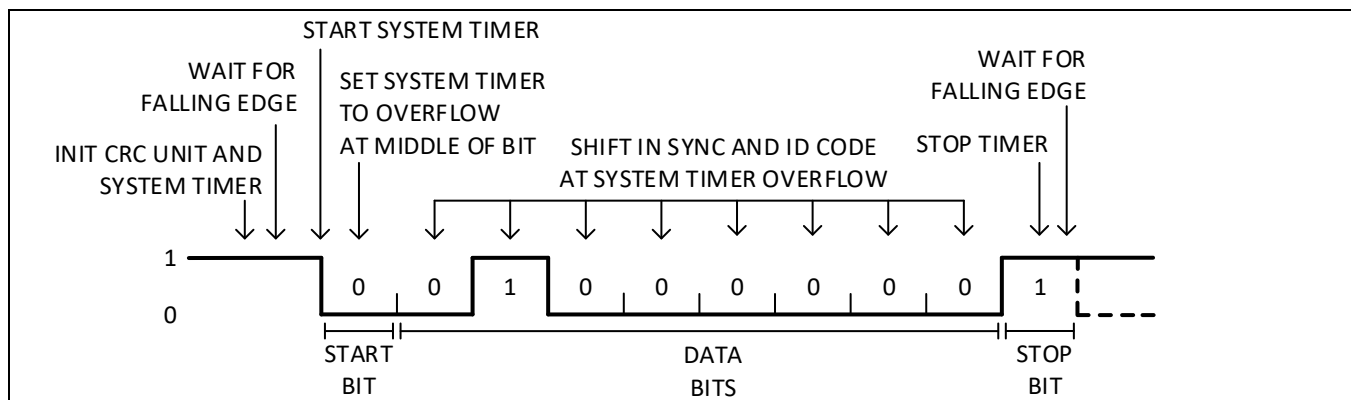 START SYSTEM TIMER
WAIT FOR
FALLING EDGE
SET SYSTEM TIMER
TO OVERFLOW
AT MIDDLE OF BIT
INIT CRC UNIT AND
SYSTEM TIMER
SHIFT IN SYNC AND ID CODE
AT SYSTEM TIMER OVERFLOW
STOP TIMER
WAIT FOR
FALLING EDGE
1
0
0 0 1 0 0 0 0 0 0 1
START
BIT
DATA
BITS
STOP
BIT